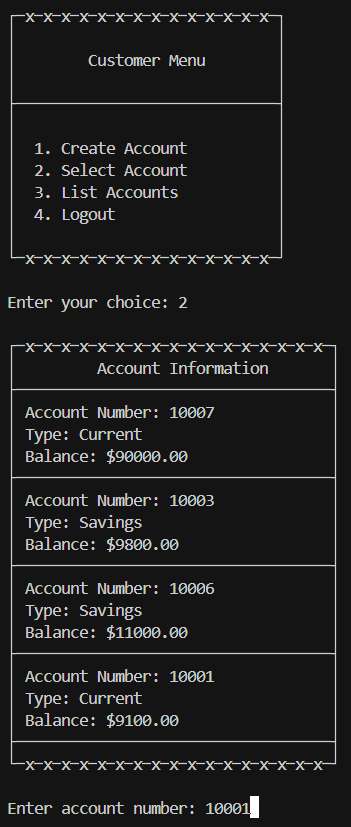 x x x x x x x x x x x x x x
Customer Menu
1. Create Account
2. Select Account
3. List Accounts
4. Logout
x x x x x x x x x x x x x x
Enter your choice: 2
x x x x x x x x x x x x x x x x x
Account Information
Account Number: 10007
Type: Current
Balance: $90000.00
Account Number: 10003
Type: Savings
Balance: $9800.00
Account Number: 10006
Type: Savings
Balance: $11000.00
Account Number: 10001
Type: Current
Balance: $9100.00
x x x x x x x x x x x x x x x x x
Enter account number: 10001